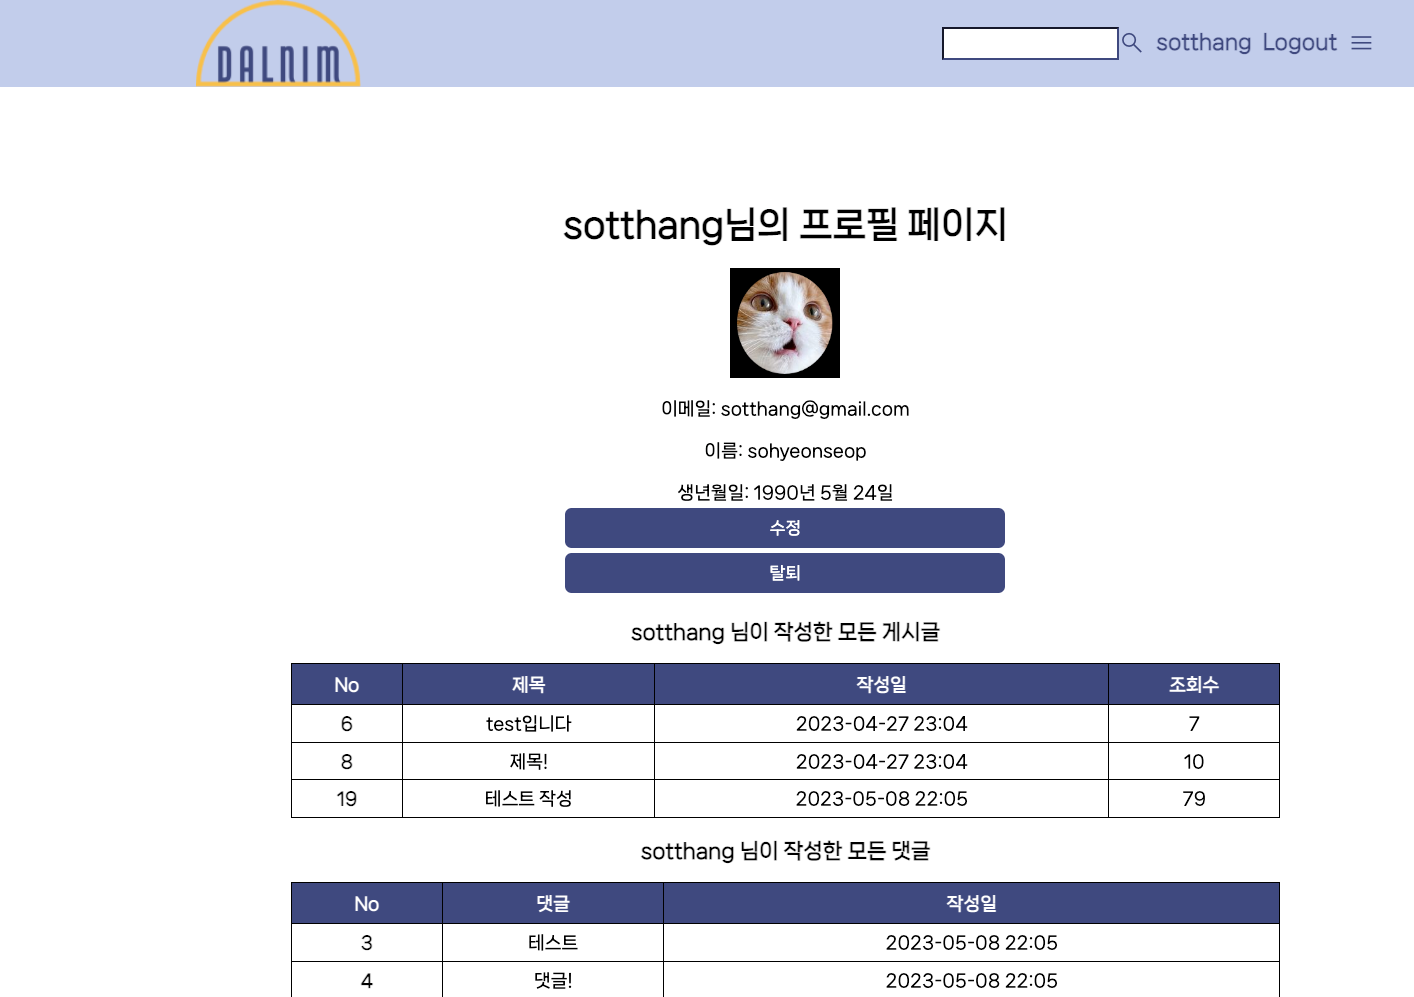 DALNIM
sotthang Logout
sotthang님의 프로필 페이지
이메일: sotthang@gmail.com
이름: sohyeonseop
생년월일: 1990년 5월 24일
수정
탈퇴
sotthang 님이 작성한 모든 게시글
No 제목 작성일 조회수
6 test입니다 2023-04-27 23:04 7
8 제목! 2023-04-27 23:04 10
19 테스트 작성 2023-05-08 22:05 79
sotthang 님이 작성한 모든 댓글
No 댓글 작성일
3 테스트 2023-05-08 22:05
4 댓글! 2023-05-08 22:05